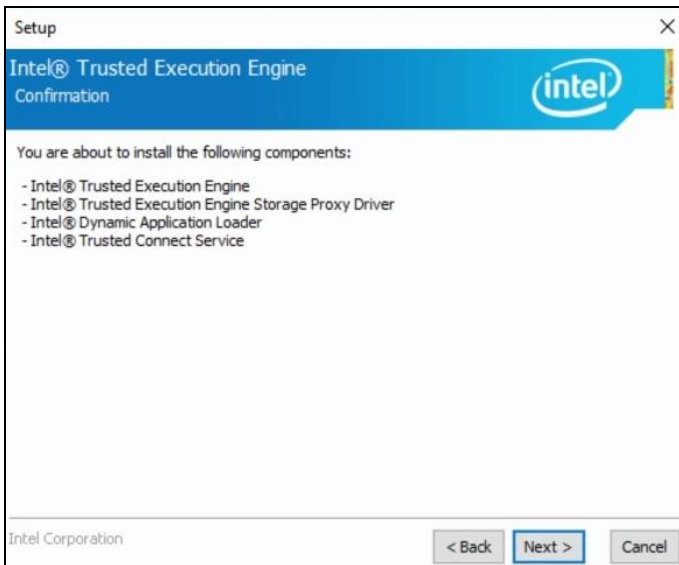 Setup
Intel® Trusted Execution Engine
Confirmation
intel
You are about to install the following components:
- Intel® Trusted Execution Engine
- Intel® Trusted Execution Engine Storage Proxy Driver
- Intel® Dynamic Application Loader
- Intel® Trusted Connect Service
Intel Corporation
< Back Next > Cancel